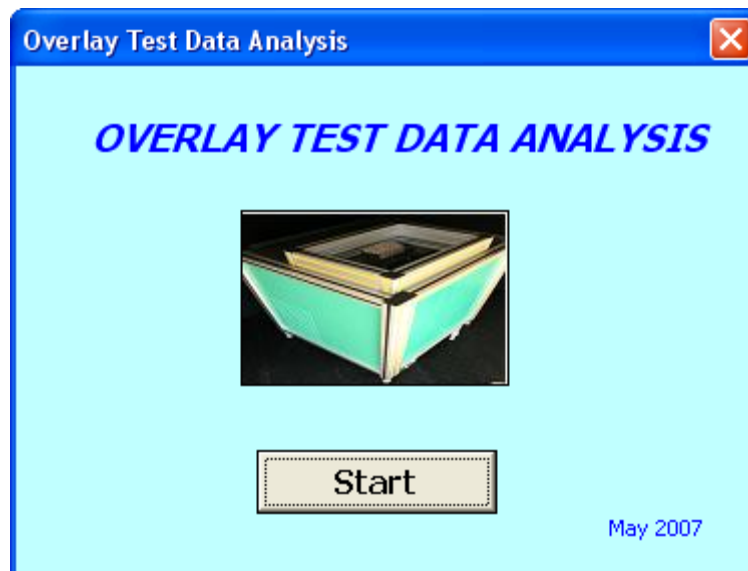 Overlay Test Data Analysis
OVERLAY TEST DATA ANALYSIS
Start
May 2007